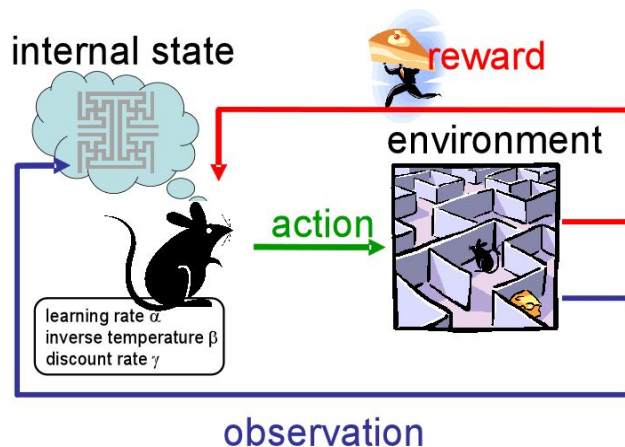 internal state
reward
environment
action
learning rate α
inverse temperature β
discount rate γ
observation